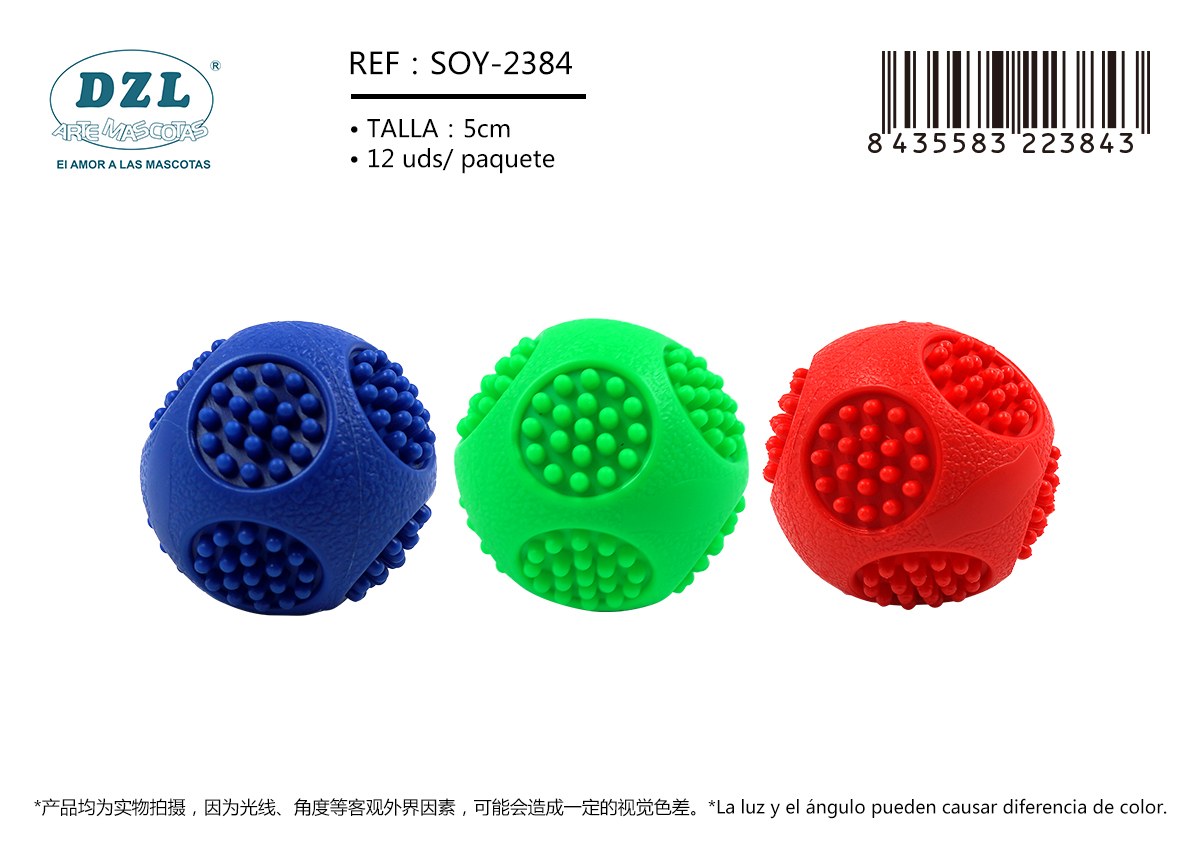 DZL®
ARTE MASCOTAS
El AMOR A LAS MASCOTAS
REF：SOY-2384
• TALLA：5cm
• 12 uds/ paquete
8 435583 223843
*产品均为实物拍摄，因为光线、角度等客观外界因素，可能会造成一定的视觉色差。*La luz y el ángulo pueden causar diferencia de color.